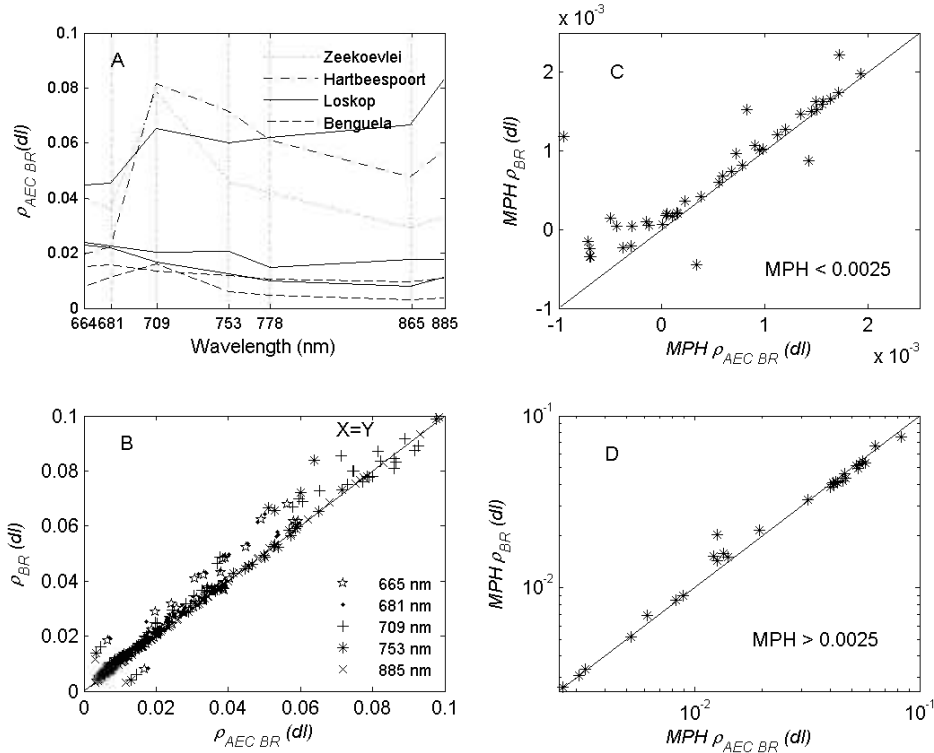 A
0.1
0.08
0.06
0.04
0.02
0
ρAEC BR(dl)
Zeekoevlei
Hartbeespoort
Loskop
Benguela
664 681 709 753 778 865 885
Wavelength (nm)
x 10⁻³
C
2
1
0
-1
MPH ρBR (dl)
MPH < 0.0025
-1 0 1 2
MPH ρAEC BR (dl)
x 10⁻³
B
X=Y
0.1
0.08
0.06
0.04
0.02
0
ρBR (dl)
665 nm
681 nm
709 nm
753 nm
885 nm
0 0.02 0.04 0.06 0.08 0.1
ρAEC BR (dl)
D
10⁻¹
10⁻²
MPH ρBR (dl)
MPH > 0.0025
10⁻² 10⁻¹
MPH ρAEC BR (dl)